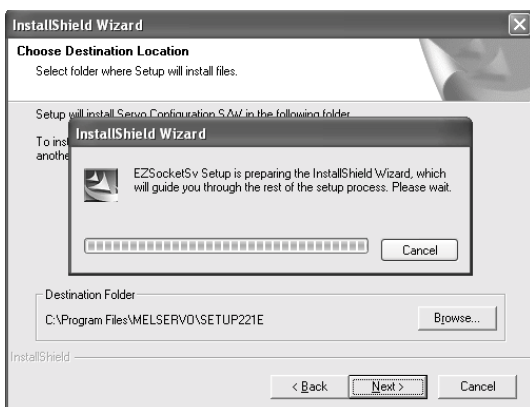 InstallShield Wizard
Choose Destination Location
Select folder where Setup will install files.
Setup will install Servo Configuration S/W in the following folder.
To inst
anothe
InstallShield Wizard
EZSocketSv Setup is preparing the InstallShield Wizard, which
will guide you through the rest of the setup process. Please wait.
Cancel
Destination Folder
C:\Program Files\MELSERVO\SETUP221E
Browse...
InstallShield
< Back
Next >
Cancel